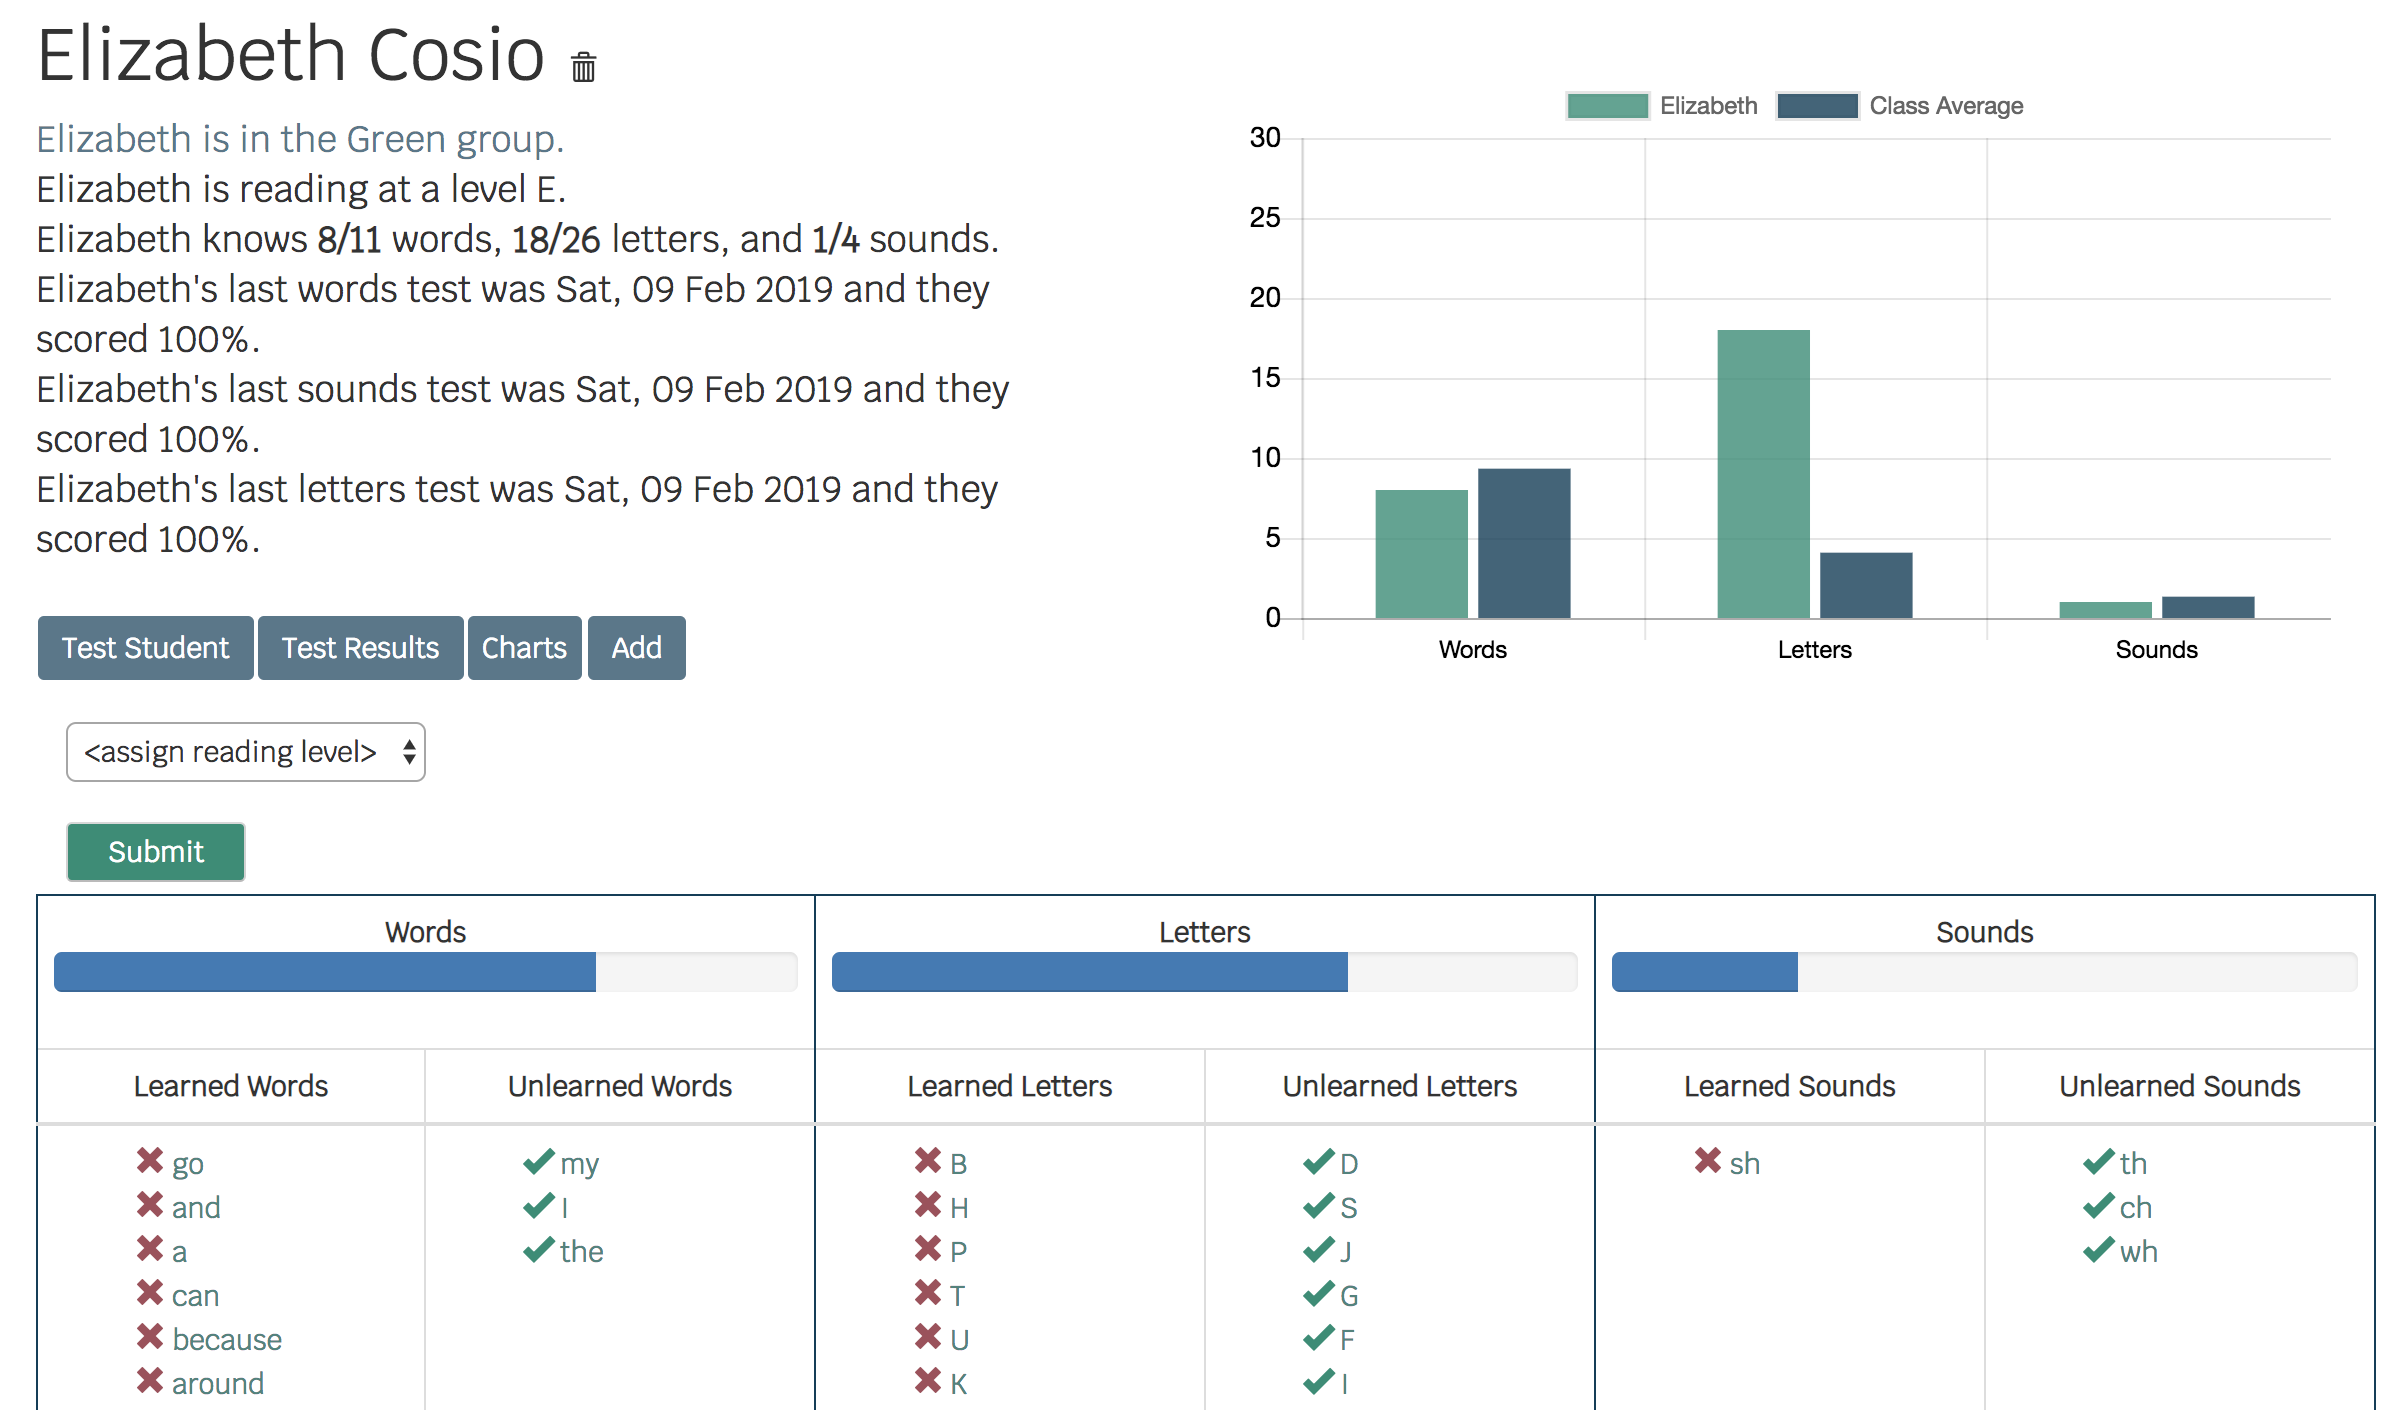 Elizabeth Cosio
Elizabeth is in the Green group.
Elizabeth is reading at a level E.
Elizabeth knows 8/11 words, 18/26 letters, and 1/4 sounds.
Elizabeth's last words test was Sat, 09 Feb 2019 and they
scored 100%.
Elizabeth's last sounds test was Sat, 09 Feb 2019 and they
scored 100%.
Elizabeth's last letters test was Sat, 09 Feb 2019 and they
scored 100%.
Elizabeth Class Average
30
25
20
15
10
5
0
Words Letters Sounds
Test Student Test Results Charts Add
<assign reading level>
Submit
Words Letters Sounds
Learned Words Unlearned Words Learned Letters Unlearned Letters Learned Sounds Unlearned Sounds
go my B D sh th
and I H S ch
a the P J wh
can T G
because U F
around K I